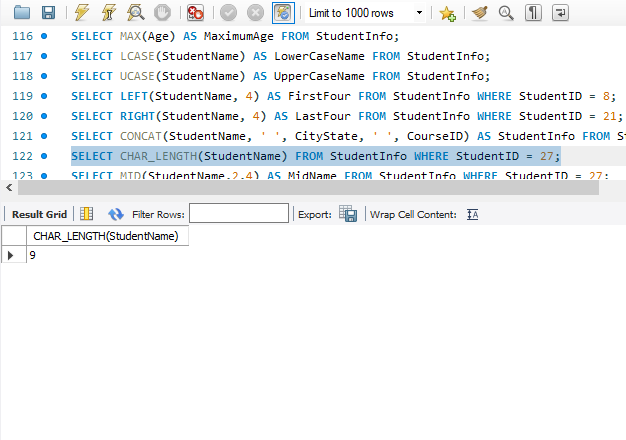 Limit to 1000 rows
116 SELECT MAX(Age) AS MaximumAge FROM StudentInfo;
117 SELECT LCASE(StudentName) AS LowerCaseName FROM StudentInfo;
118 SELECT UCASE(StudentName) AS UpperCaseName FROM StudentInfo;
119 SELECT LEFT(StudentName, 4) AS FirstFour FROM StudentInfo WHERE StudentID = 8;
120 SELECT RIGHT(StudentName, 4) AS LastFour FROM StudentInfo WHERE StudentID = 21;
121 SELECT CONCAT(StudentName, ' ', CityState, ' ', CourseID) AS StudentInfo FROM St
122 SELECT CHAR_LENGTH(StudentName) FROM StudentInfo WHERE StudentID = 27;
123 SELECT MID(StudentName,2,4) AS MidName FROM StudentInfo WHERE StudentID = 27;
Result Grid Filter Rows: Export: Wrap Cell Content: IA
CHAR_LENGTH(StudentName)
9